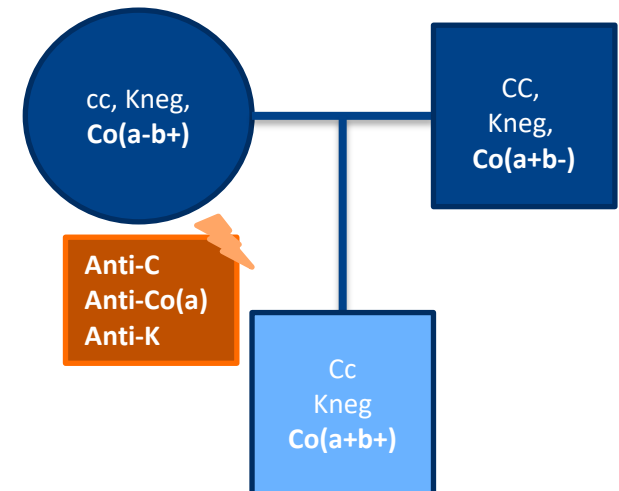 cc, Kneg,
Co(a-b+)
CC,
Kneg,
Co(a+b-)
Anti-C
Anti-Co(a)
Anti-K
Cc
Kneg
Co(a+b+)